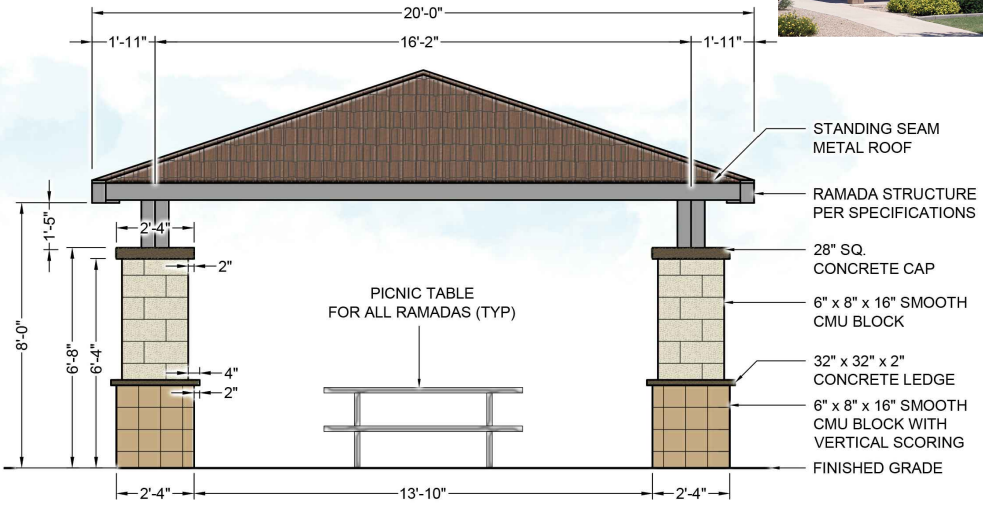 20'-0"
1'-11"
16'-2"
1'-11"
STANDING SEAM
METAL ROOF
RAMADA STRUCTURE
PER SPECIFICATIONS
1'-5"
2'-4"
28" SQ.
CONCRETE CAP
2"
PICNIC TABLE
FOR ALL RAMADAS (TYP)
6" x 8" x 16" SMOOTH
CMU BLOCK
8'-0"
6'-8"
6'-4"
4"
2"
32" x 32" x 2"
CONCRETE LEDGE
6" x 8" x 16" SMOOTH
CMU BLOCK WITH
VERTICAL SCORING
FINISHED GRADE
2'-4"
13'-10"
2'-4"